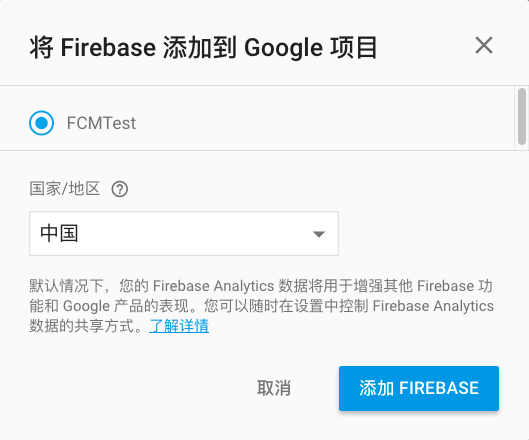 将 Firebase 添加到 Google 项目
FCMTest
国家/地区
中国
默认情况下，您的 Firebase Analytics 数据将用于增强其他 Firebase 功
能和 Google 产品的表现。您可以随时在设置中控制 Firebase Analytics
数据的共享方式。了解详情
取消
添加 FIREBASE